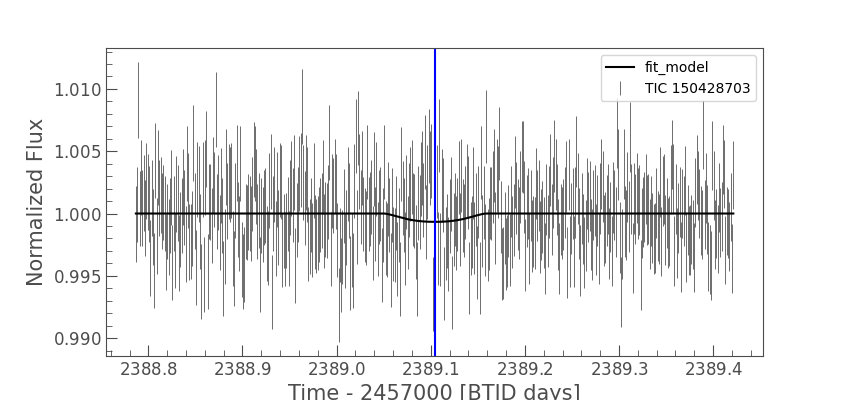 fit_model
TIC 150428703
1.010
1.005
1.000
0.995
0.990
Normalized Flux
2388.8 2388.9 2389.0 2389.1 2389.2 2389.3 2389.4
Time - 2457000 [BTJD days]